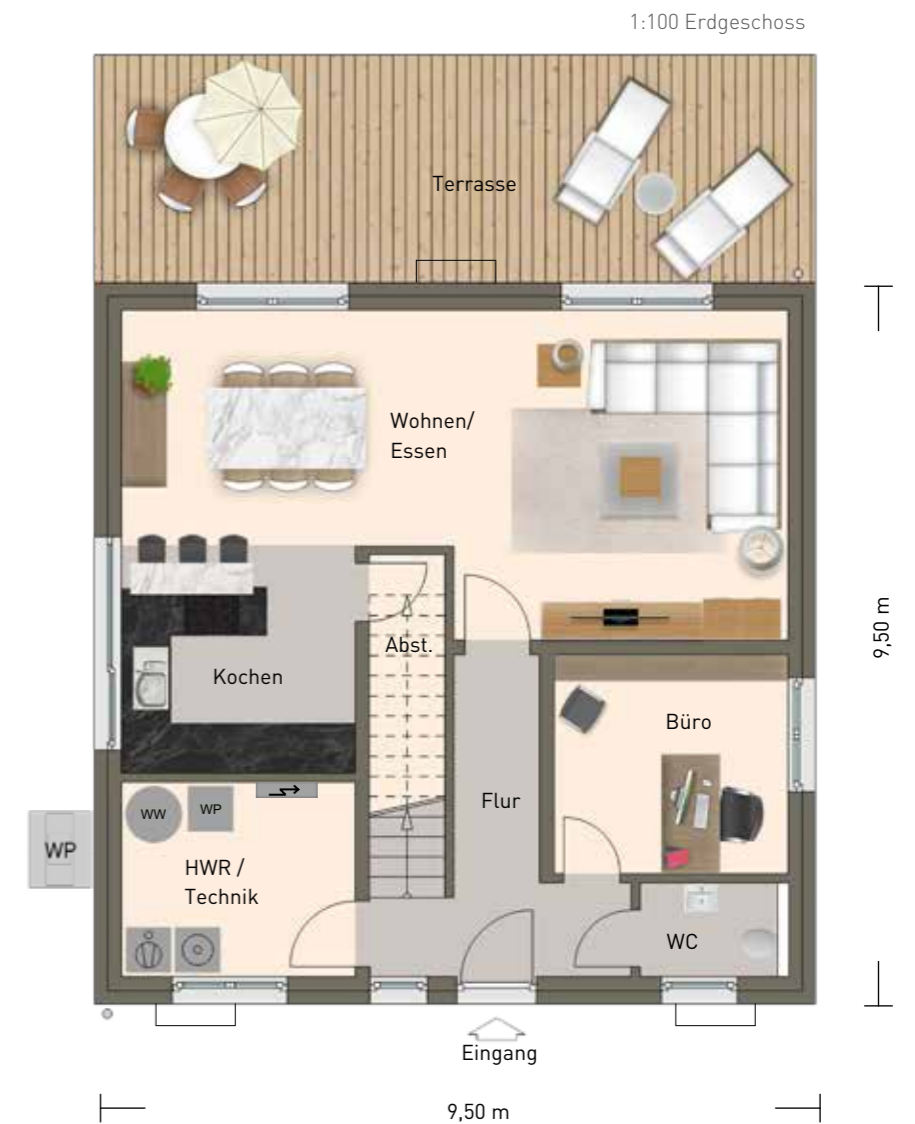 1:100 Erdgeschoss
Terrasse
Wohnen/
Essen
9,50 m
Abst.
Kochen
Büro
Flur
WW
WP
WP
HWR /
Technik
WC
Eingang
9,50 m